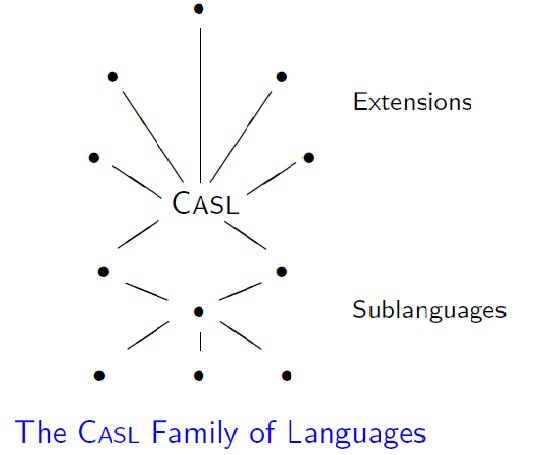 Extensions
CASL
Sublanguages
The CASL Family of Languages